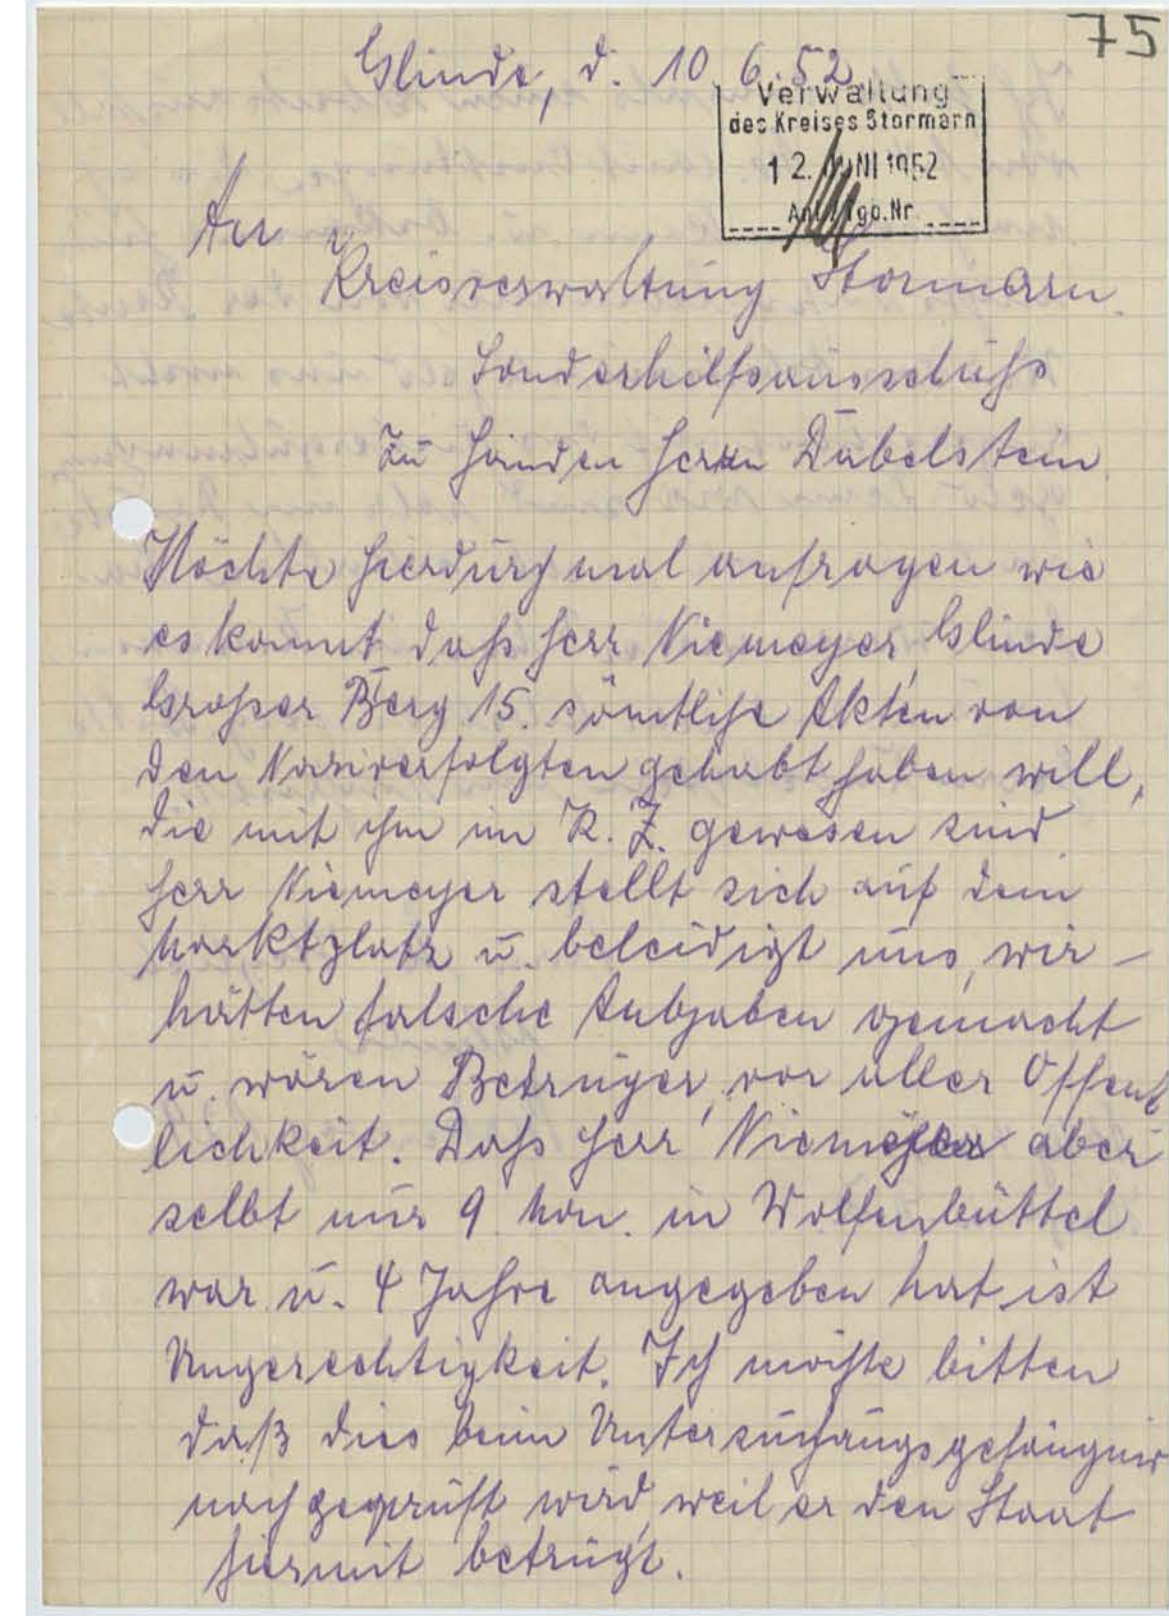 75
Glinde, d. 10.6.52
Verwaltung
des Kreises Stormarn
12. JUNI 1952
An
Kreisverwaltung Stormarn.
Sonderhilfsausschuss
Zu Händen Herrn Dabelstein.
Möchte hierdurch mal anfragen wie
es kommt, dass Herr Niemeyer, Glinde
Grosser Berg 15. sämtliche Akten von
den Naziverfolgten gehabt haben will,
die mit ihm im K. Z. gewesen sind.
Herr Niemeyer stellt sich auf dem
Marktplatz u. beleidigt uns, wir –
hätten falsche Angaben gemacht
u. wären Betrüger, vor aller Offent
lichkeit. Dass Herr Niemeyer aber
selbt nur 9. Mon. in Wolfenbüttel
war u. 4 Jahre angegeben hat ist
Ungerechtigkeit. Ich möchte bitten
daß dies beim Untersuchungsgefängnis
nachgeprüft wird, weil er den Staat
hiermit betrügt.